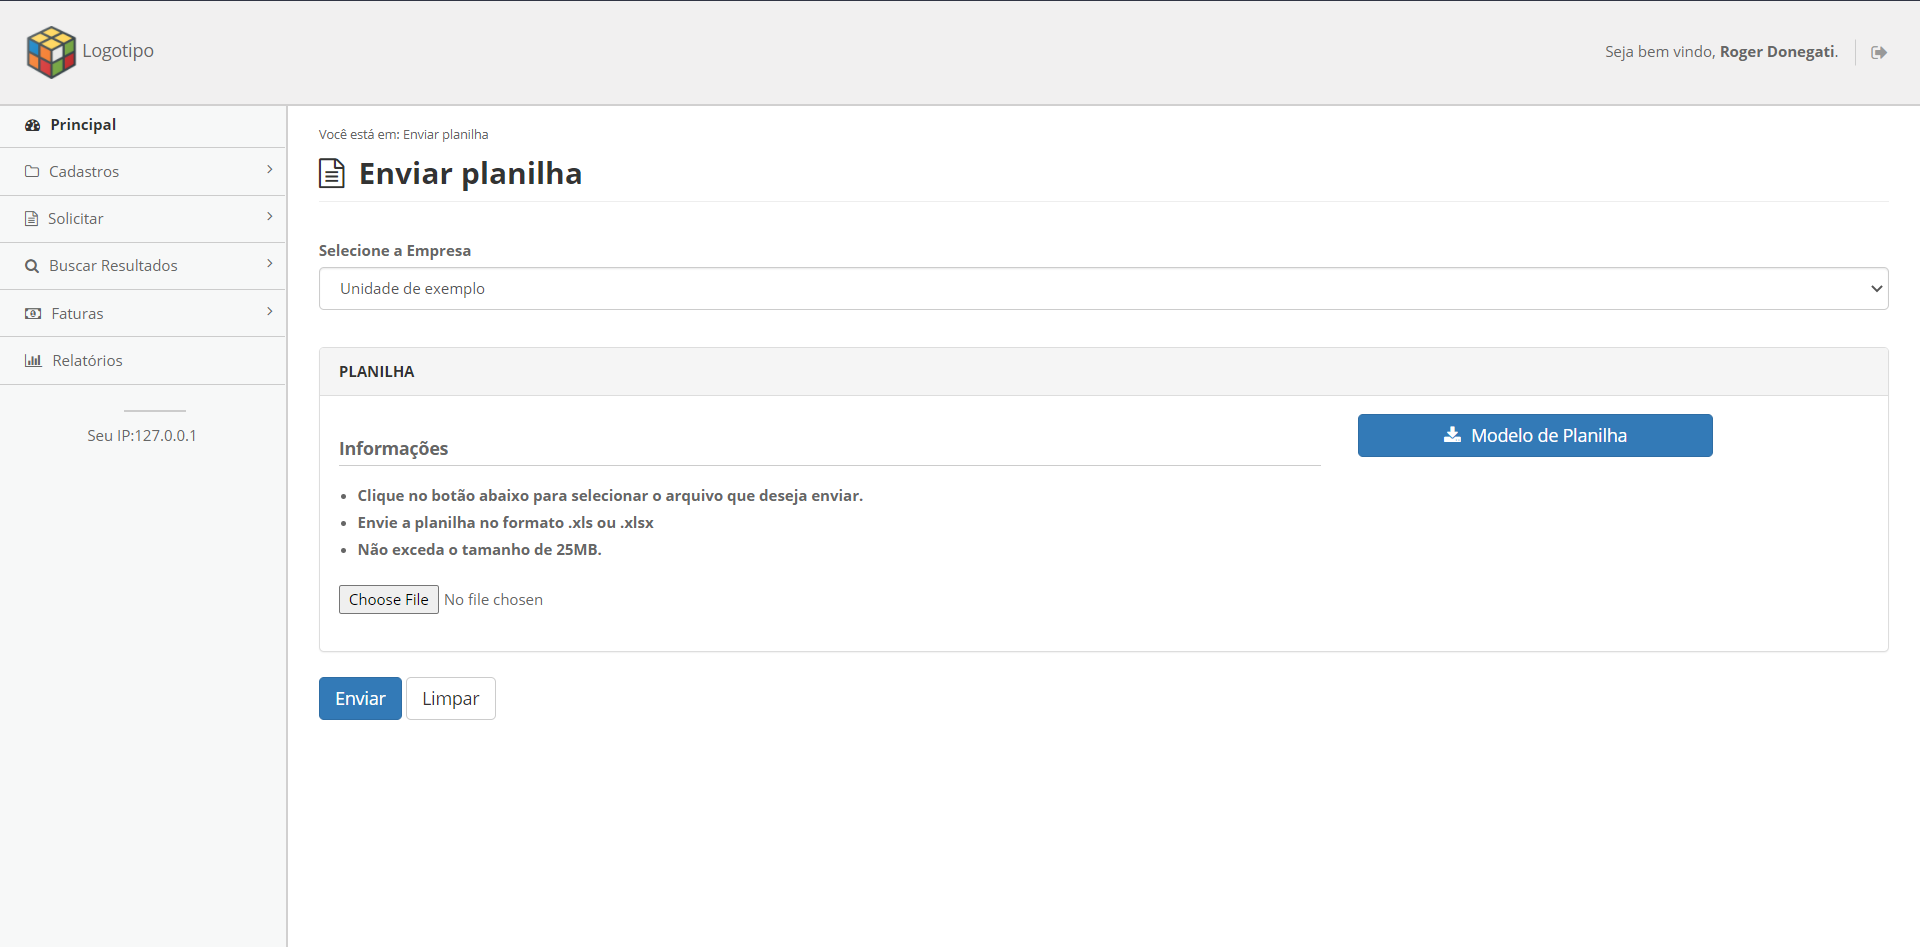 Logotipo
Seja bem vindo, Roger Donegati.
Principal
Cadastros
Solicitar
Buscar Resultados
Faturas
Relatórios
Seu IP:127.0.0.1
Você está em: Enviar planilha
Enviar planilha
Selecione a Empresa
Unidade de exemplo
PLANILHA
Modelo de Planilha
Informações
Clique no botão abaixo para selecionar o arquivo que deseja enviar.
Envie a planilha no formato .xls ou .xlsx
Não exceda o tamanho de 25MB.
Choose File No file chosen
Enviar Limpar